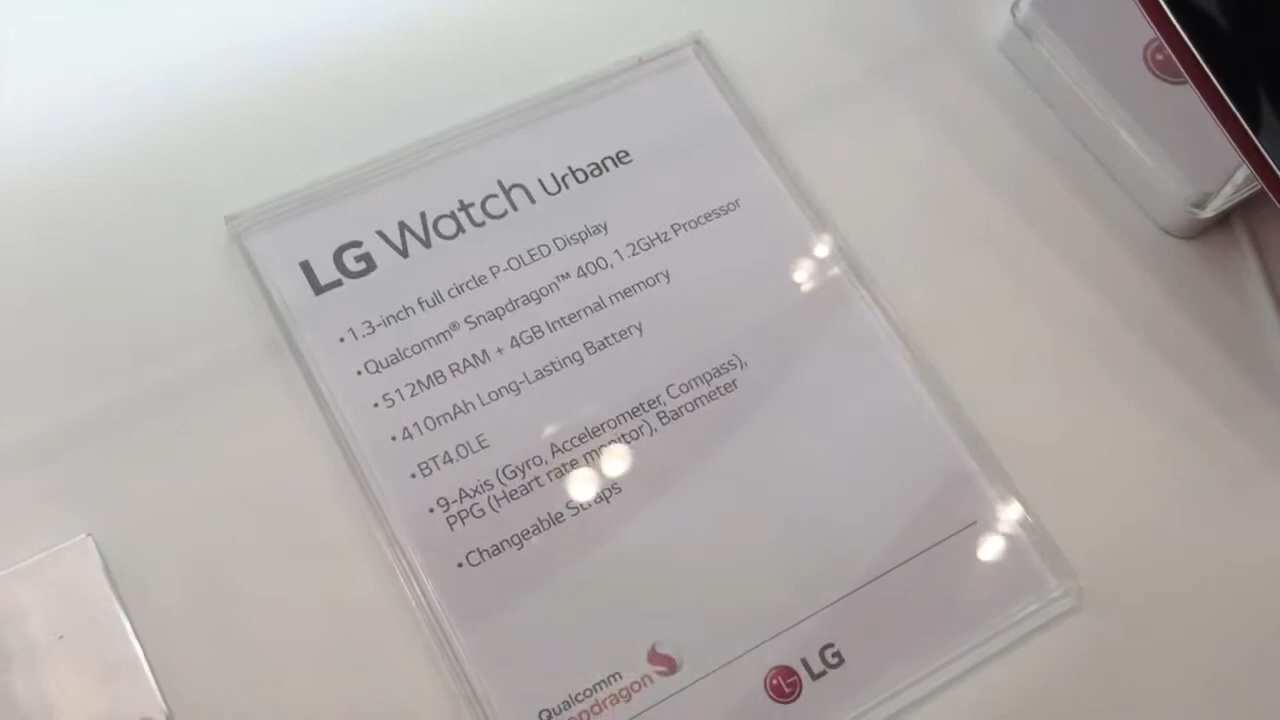 LG Watch Urbane
•1.3-inch full circle P-OLED Display
•Qualcomm® Snapdragon™ 400, 1.2GHz Processor
•512MB RAM + 4GB Internal memory
•410mAh Long-Lasting Battery
•BT4.0LE
•9-Axis (Gyro, Accelerometer, Compass),
PPG (Heart rate monitor), Barometer
•Changeable Straps
Qualcomm
snapdragon
LG